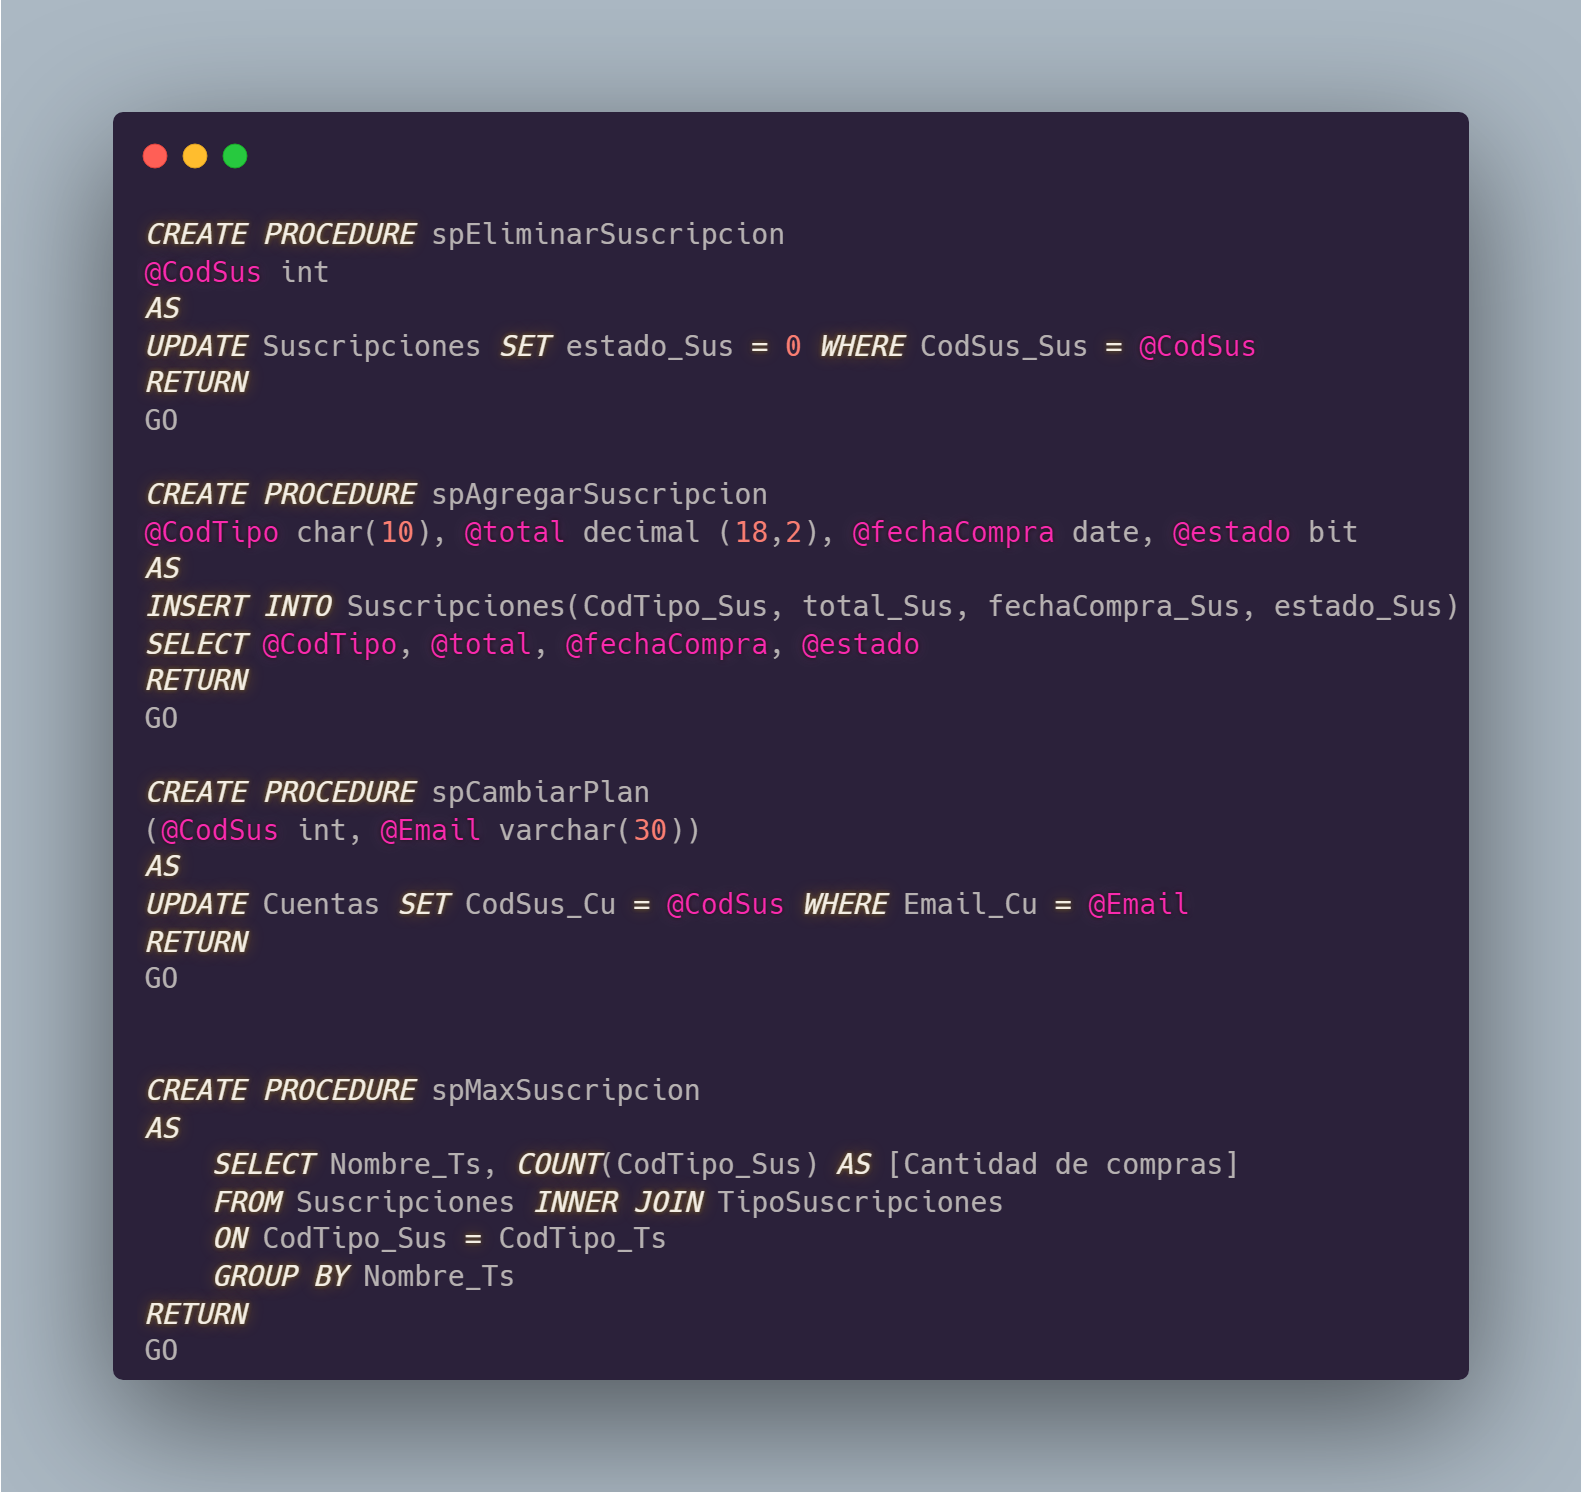 CREATE PROCEDURE spEliminarSuscripcion
@CodSus int
AS
UPDATE Suscripciones SET estado_Sus = 0 WHERE CodSus_Sus = @CodSus
RETURN
GO

CREATE PROCEDURE spAgregarSuscripcion
@CodTipo char(10), @total decimal (18,2), @fechaCompra date, @estado bit
AS
INSERT INTO Suscripciones(CodTipo_Sus, total_Sus, fechaCompra_Sus, estado_Sus)
SELECT @CodTipo, @total, @fechaCompra, @estado
RETURN
GO

CREATE PROCEDURE spCambiarPlan
(@CodSus int, @Email varchar(30))
AS
UPDATE Cuentas SET CodSus_Cu = @CodSus WHERE Email_Cu = @Email
RETURN
GO

CREATE PROCEDURE spMaxSuscripcion
AS
    SELECT Nombre_Ts, COUNT(CodTipo_Sus) AS [Cantidad de compras]
    FROM Suscripciones INNER JOIN TipoSuscripciones
    ON CodTipo_Sus = CodTipo_Ts
    GROUP BY Nombre_Ts
RETURN
GO